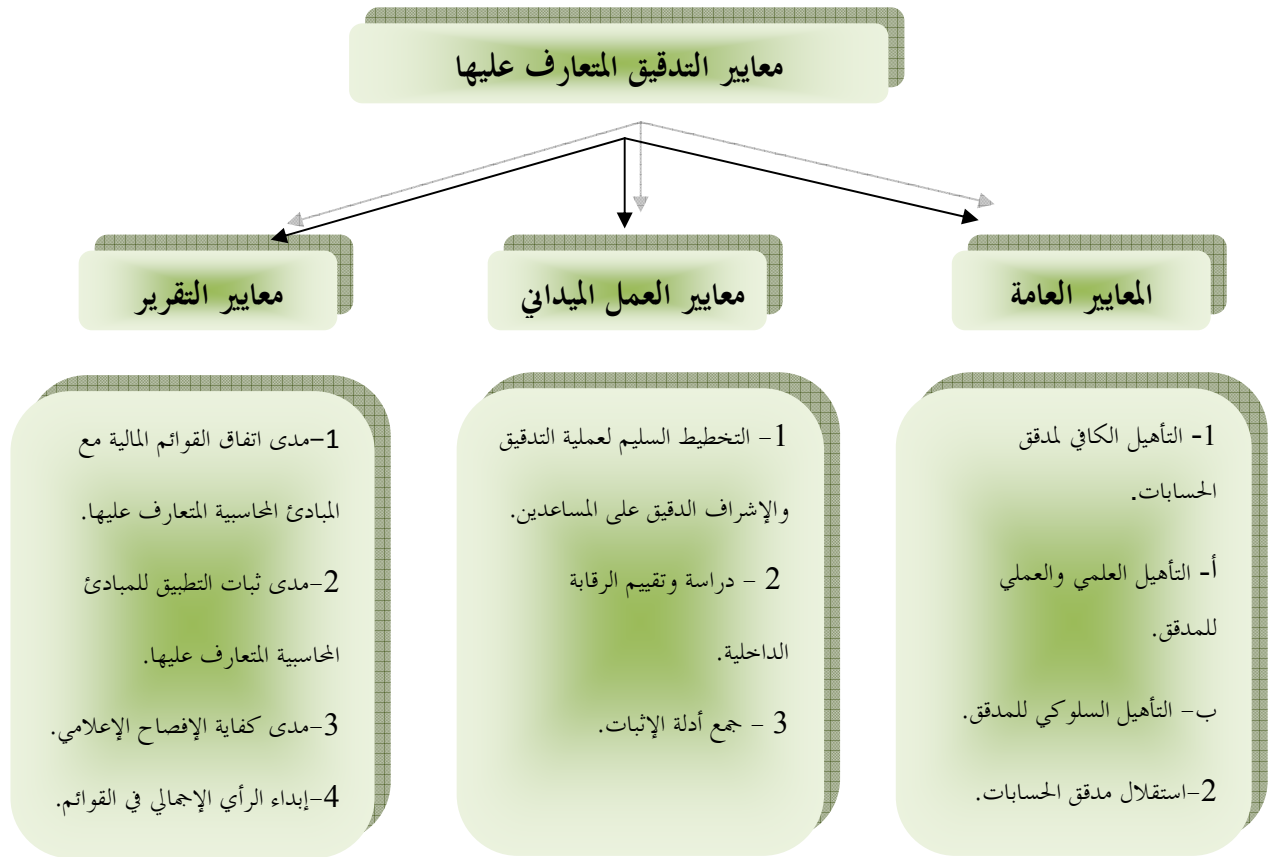 معايير التدقيق المتعارف عليها
المعايير العامة
1- التأهيل الكافي لمدقق
الحسابات.
أ- التأهيل العلمي والعملي
للمدقق.
ب- التأهيل السلوكي للمدقق.
2-استقلال مدقق الحسابات.
معايير العمل الميداني
1- التخطيط السليم لعملية التدقيق
والإشراف الدقيق على المساعدين.
2 - دراسة وتقييم الرقابة
الداخلية.
3 - جمع أدلة الإثبات.
معايير التقرير
1-مدى اتفاق القوائم المالية مع
المبادئ المحاسبية المتعارف عليها.
2-مدى ثبات التطبيق للمبادئ
المحاسبية المتعارف عليها.
3-مدى كفاية الإفصاح الإعلامي.
4-إبداء الرأي الإجمالي في القوائم.